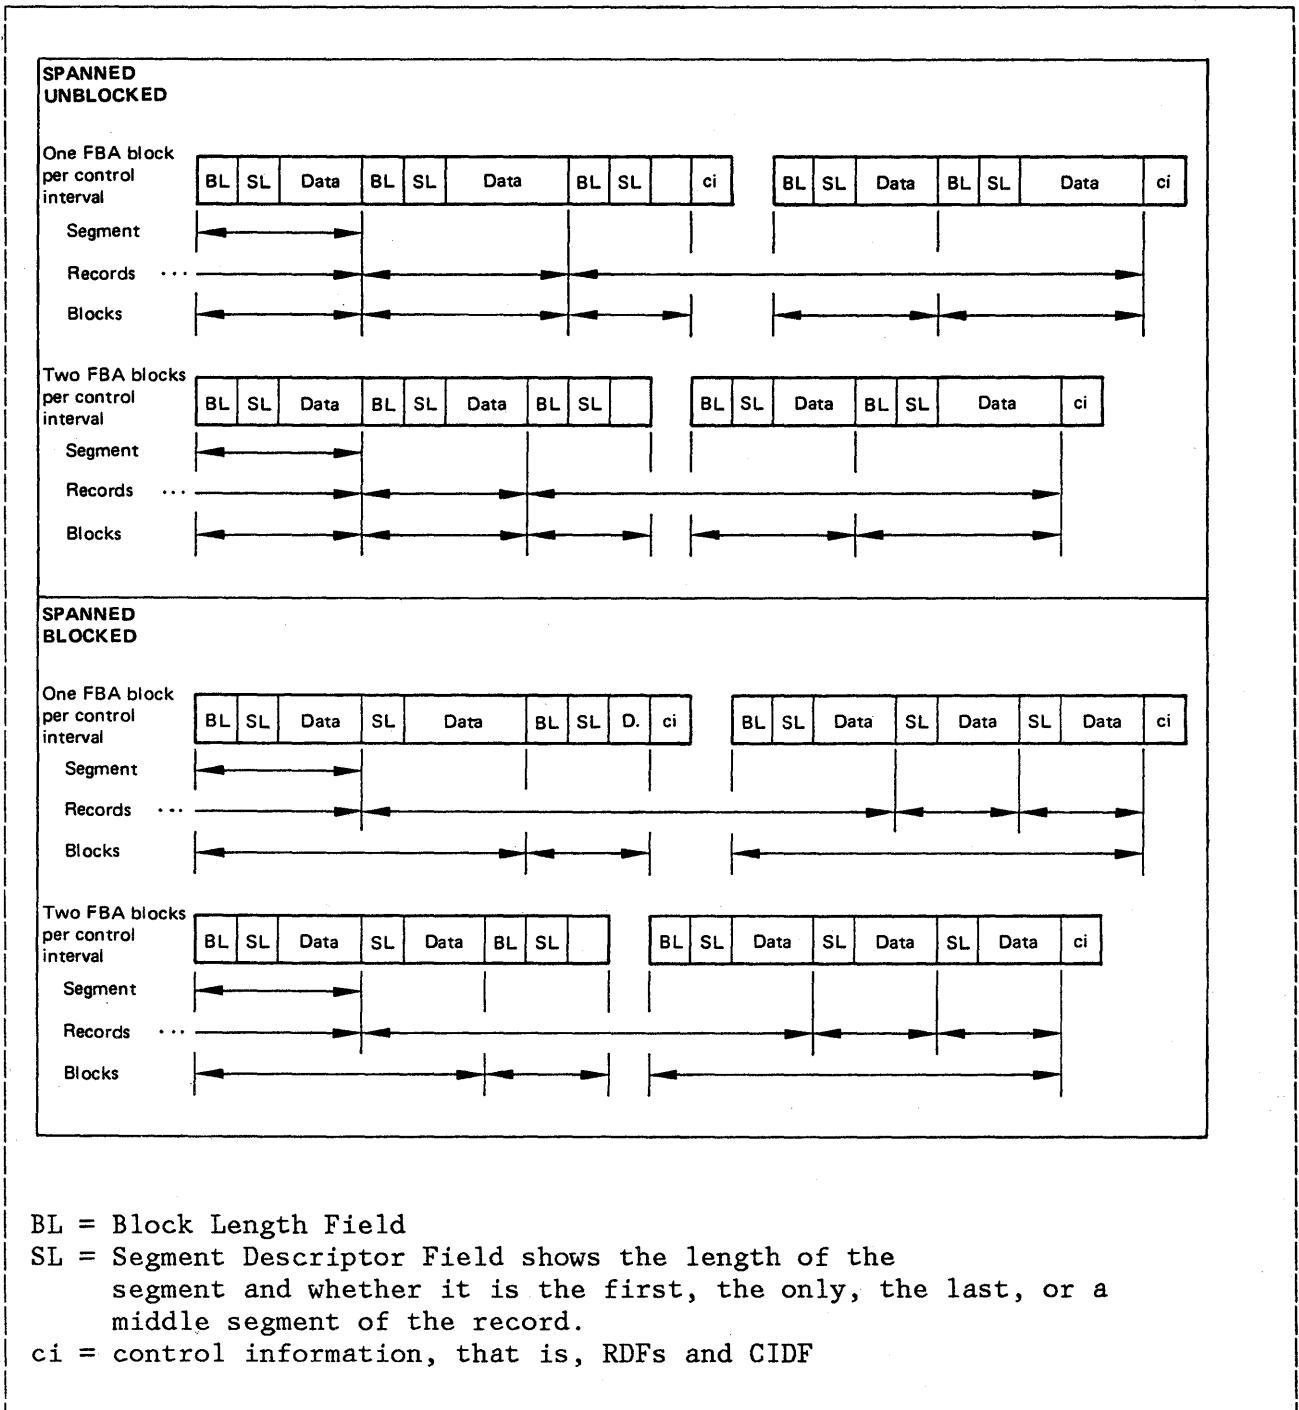 SPANNED
UNBLOCKED
One FBA block
per control
interval
BL SL Data BL SL Data BL SL ci BL SL Data BL SL Data ci
Segment
Records ...
Blocks
Two FBA blocks
per control
interval
BL SL Data BL SL Data BL SL BL SL Data BL SL Data ci
Segment
Records ...
Blocks
SPANNED
BLOCKED
One FBA block
per control
interval
BL SL Data SL Data BL SL D. ci BL SL Data SL Data SL Data ci
Segment
Records ...
Blocks
Two FBA blocks
per control
interval
BL SL Data SL Data BL SL BL SL Data SL Data SL Data ci
Segment
Records ...
Blocks
BL = Block Length Field
SL = Segment Descriptor Field shows the length of the
segment and whether it is the first, the only, the last, or a
middle segment of the record.
ci = control information, that is, RDFs and CIDF